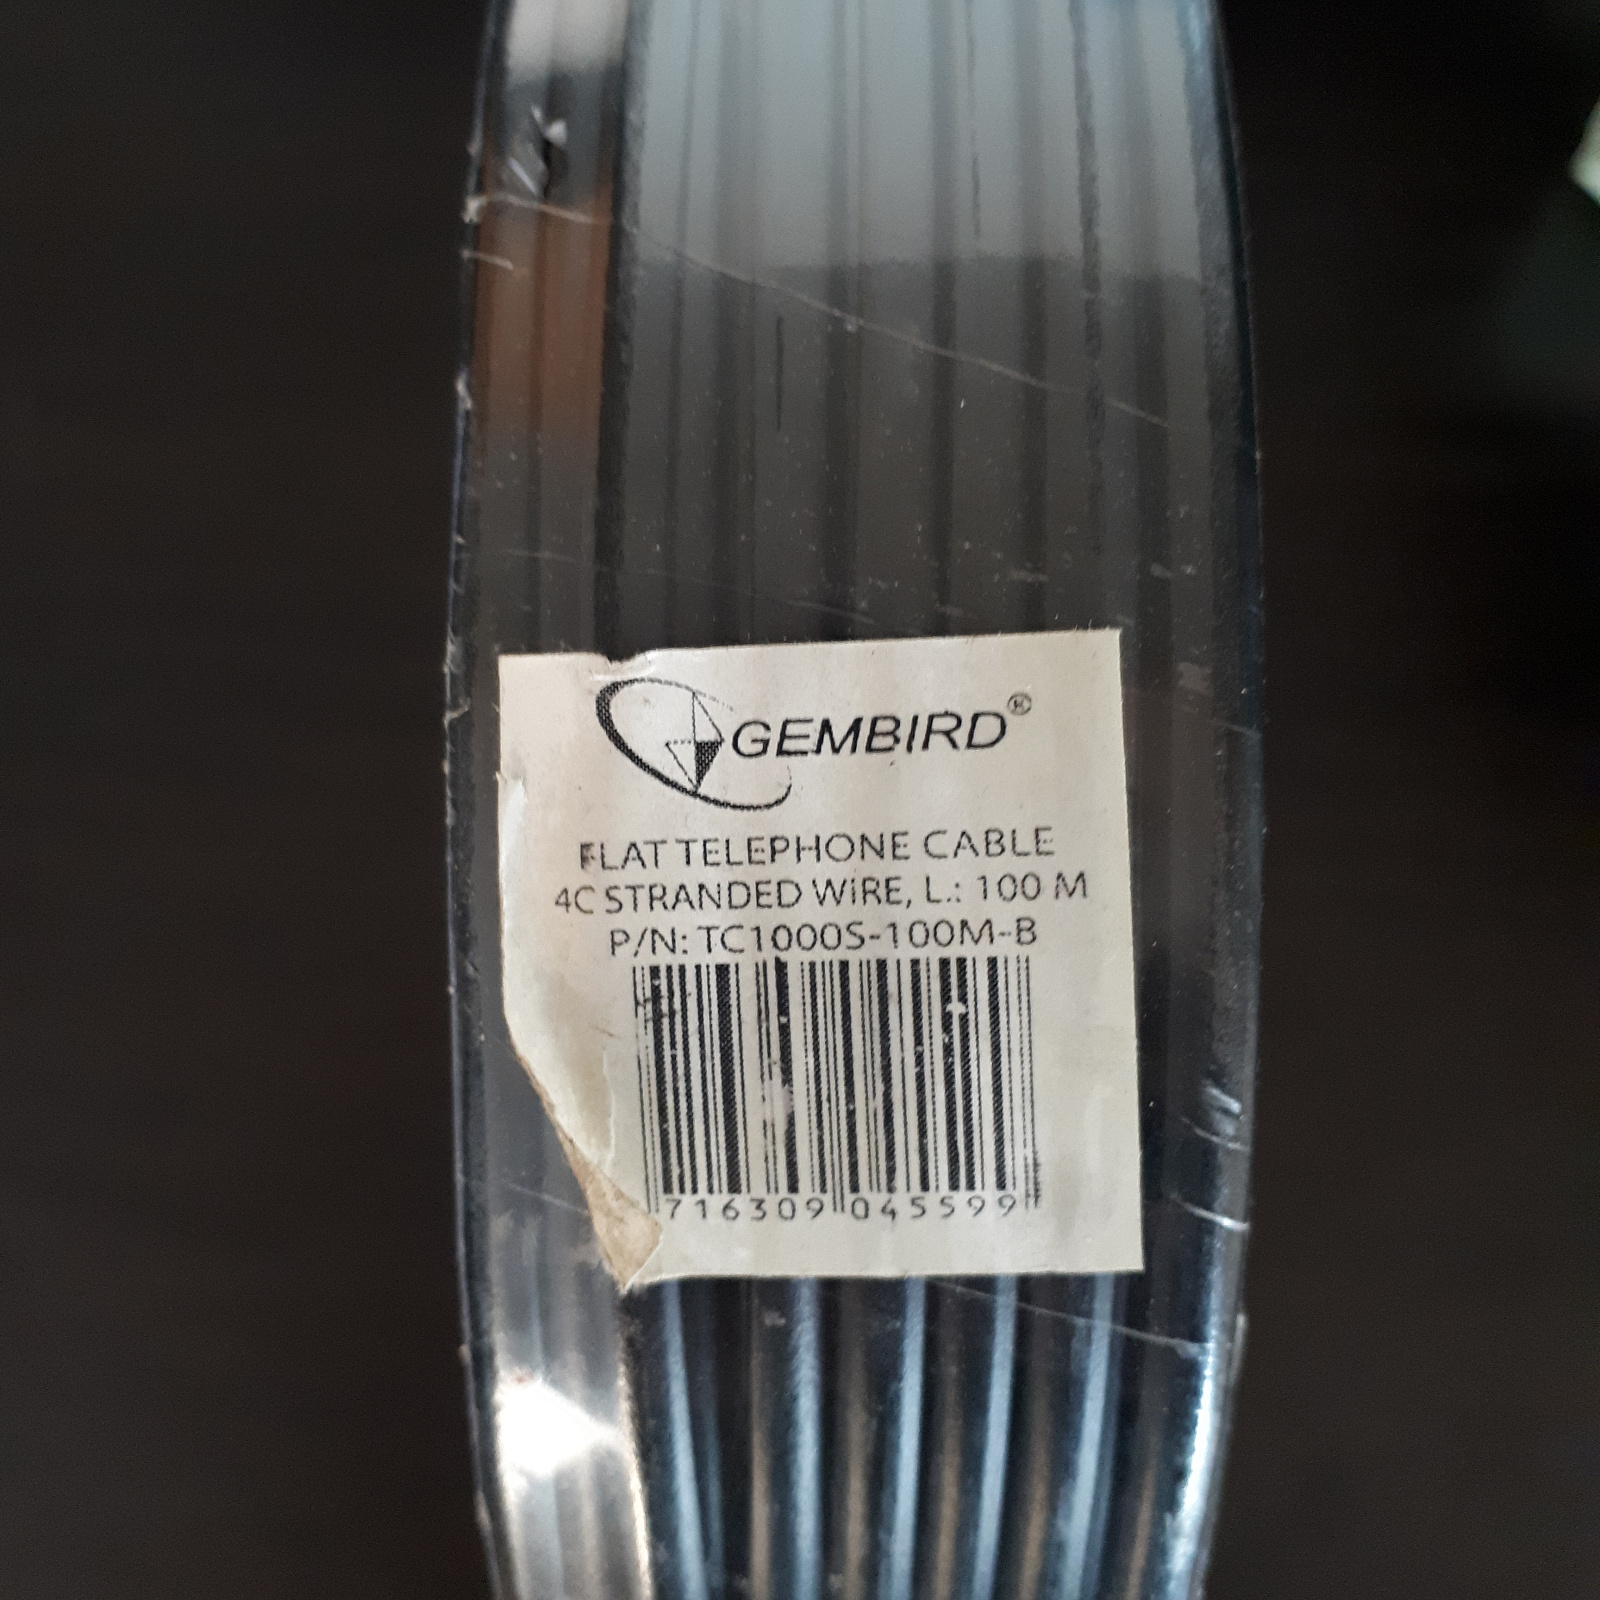 GEMBIRD®
FLAT TELEPHONE CABLE
4C STRANDED WIRE, L.: 100 M
P/N: TC1000S-100M-B
716309 045599